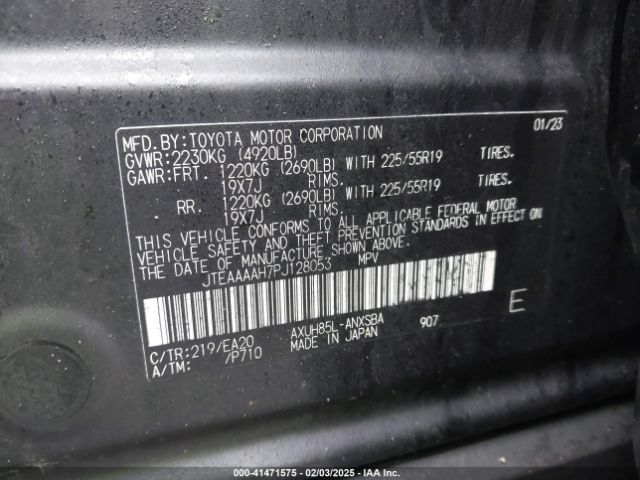 MFD.BY:TOYOTA MOTOR CORPORATION 01/23
GVWR:2230KG (4920LB)
GAWR:FRT. 1220KG (2690LB) WITH 225/55R19 TIRES.
19X7J RIMS.
RR. 1220KG (2690LB) WITH 225/55R19 TIRES.
19X7J RIMS.
THIS VEHICLE CONFORMS TO ALL APPLICABLE FEDERAL MOTOR
VEHICLE SAFETY AND THEFT PREVENTION STANDARDS IN EFFECT ON
THE DATE OF MANUFACTURE SHOWN ABOVE.
JTEAAAAH7PJ128053 MPV
E
C/TR:219/EA20 AXUH85L-ANXSBA 907
A/TM: 7P710 MADE IN JAPAN
000-41471575 - 02/03/2025 - IAA Inc.